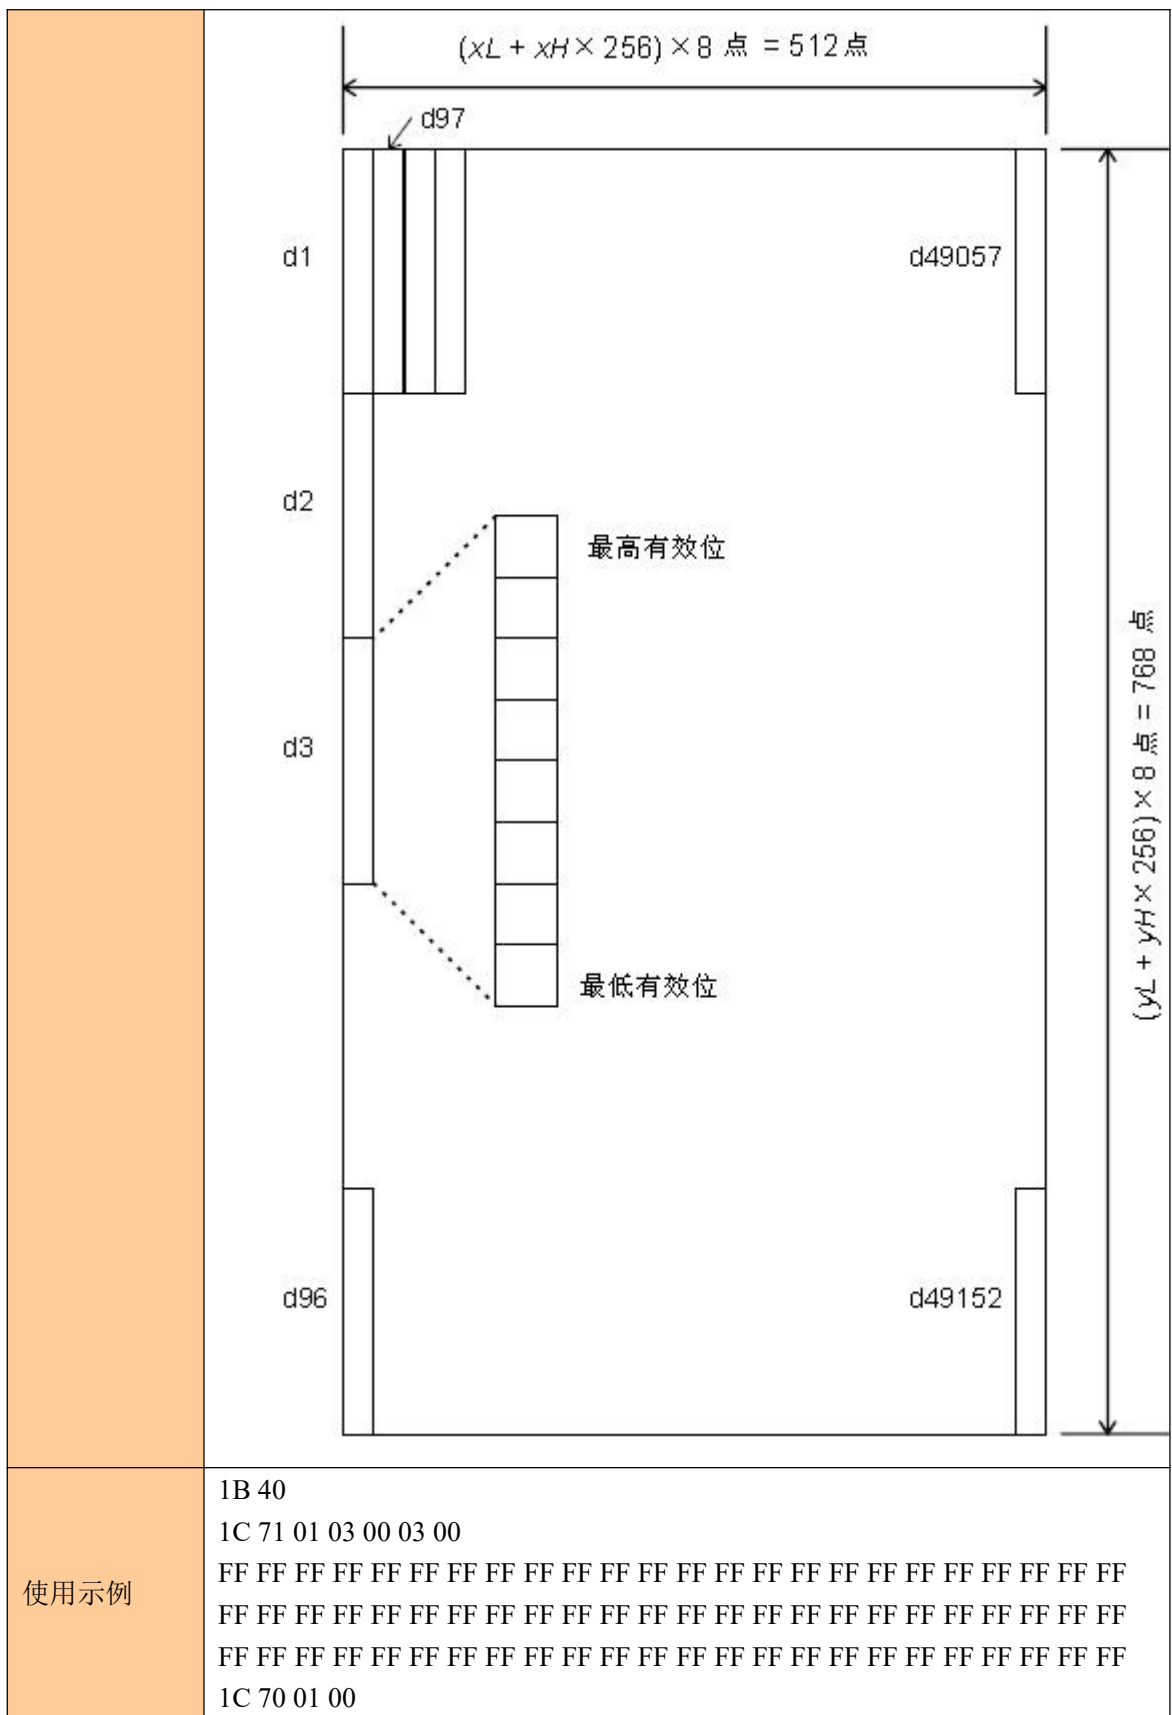 (xL + xH × 256) × 8 点 = 512点
d97
d1
d49057
d2
最高有效位
(yL + yH × 256) × 8 点 = 768 点
d3
最低有效位
d96
d49152
使用示例
1B 40
1C 71 01 03 00 03 00
FF FF FF FF FF FF FF FF FF FF FF FF FF FF FF FF FF FF FF FF FF FF FF FF
FF FF FF FF FF FF FF FF FF FF FF FF FF FF FF FF FF FF FF FF FF FF FF FF
FF FF FF FF FF FF FF FF FF FF FF FF FF FF FF FF FF FF FF FF FF FF FF FF
1C 70 01 00